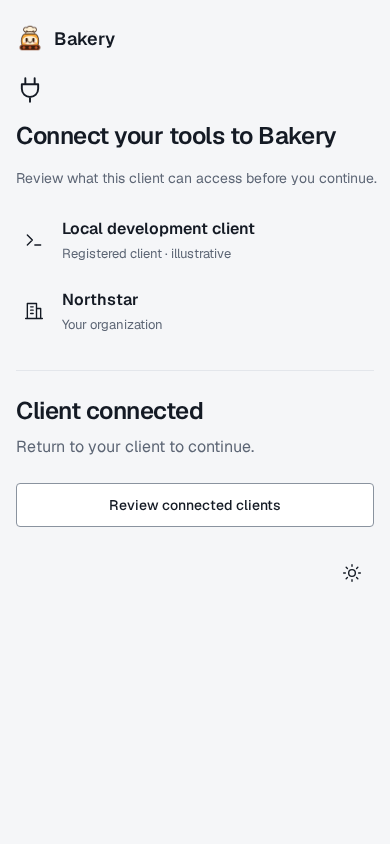 Bakery
Connect your tools to Bakery
Review what this client can access before you continue.
Local development client
Registered client · illustrative
Northstar
Your organization
Client connected
Return to your client to continue.
Review connected clients